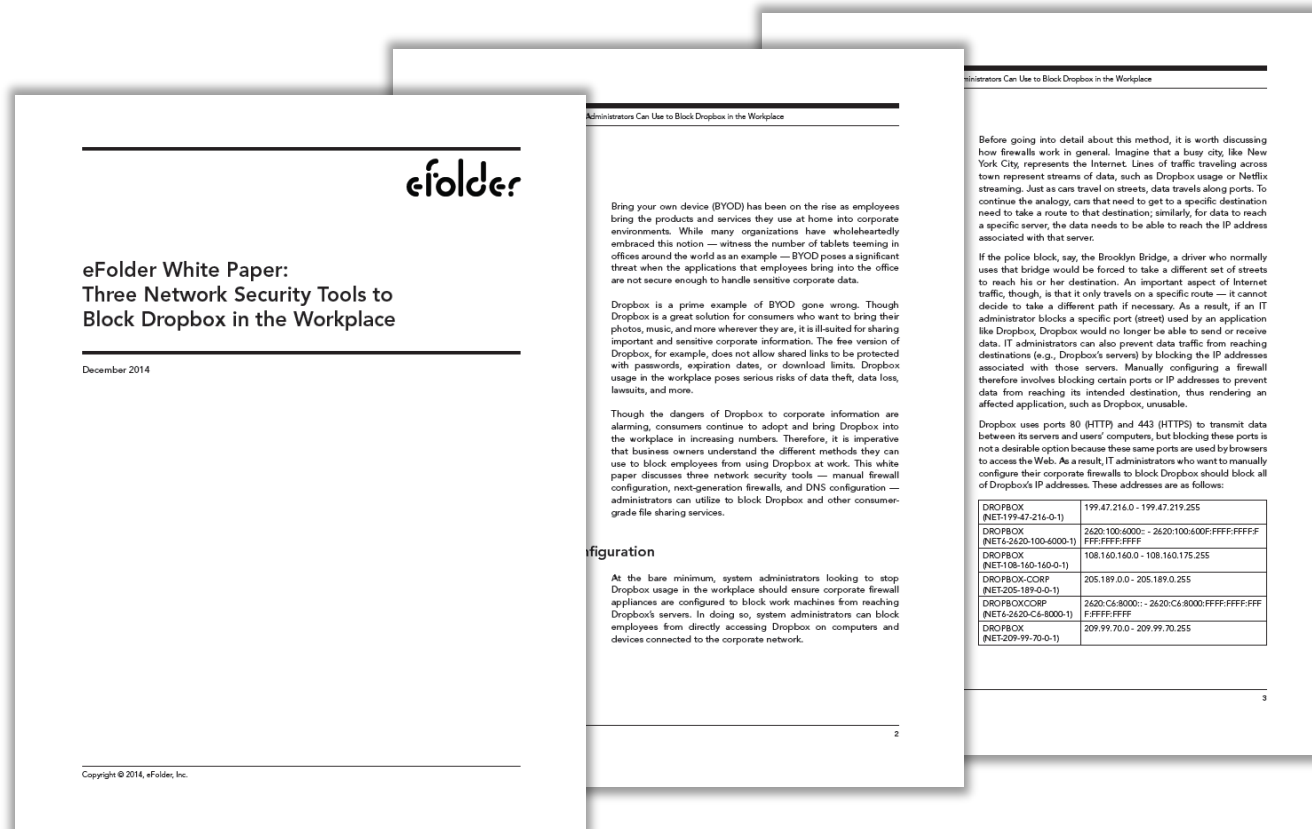 efolder
eFolder White Paper:
Three Network Security Tools to
Block Dropbox in the Workplace
December 2014
Copyright © 2014, eFolder, Inc.
Administrators Can Use to Block Dropbox in the Workplace
Bring your own device (BYOD) has been on the rise as employees
bring the products and services they use at home into corporate
environments. While many organizations have wholeheartedly
embraced this notion — witness the number of tablets teeming in
offices around the world as an example — BYOD poses a significant
threat when the applications that employees bring into the office
are not secure enough to handle sensitive corporate data.
Dropbox is a prime example of BYOD gone wrong. Though
Dropbox is a great solution for consumers who want to bring their
photos, music, and more wherever they are, it is ill-suited for sharing
important and sensitive corporate information. The free version of
Dropbox, for example, does not allow shared links to be protected
with passwords, expiration dates, or download limits. Dropbox
usage in the workplace poses serious risks of data theft, data loss,
lawsuits, and more.
Though the dangers of Dropbox to corporate information are
alarming, consumers continue to adopt and bring Dropbox into
the workplace in increasing numbers. Therefore, it is imperative
that business owners understand the different methods they can
use to block employees from using Dropbox at work. This white
paper discusses three network security tools — manual firewall
configuration, next-generation firewalls, and DNS configuration —
administrators can utilize to block Dropbox and other consumer-
grade file sharing services.
nfiguration
At the bare minimum, system administrators looking to stop
Dropbox usage in the workplace should ensure corporate firewall
appliances are configured to block work machines from reaching
Dropbox's servers. In doing so, system administrators can block
employees from directly accessing Dropbox on computers and
devices connected to the corporate network.
2
ministrators Can Use to Block Dropbox in the Workplace
Before going into detail about this method, it is worth discussing
how firewalls work in general. Imagine that a busy city, like New
York City, represents the Internet. Lines of traffic traveling across
town represent streams of data, such as Dropbox usage or Netflix
streaming. Just as cars travel on streets, data travels along ports. To
continue the analogy, cars that need to get to a specific destination
need to take a route to that destination; similarly, for data to reach
a specific server, the data needs to be able to reach the IP address
associated with that server.
If the police block, say, the Brooklyn Bridge, a driver who normally
uses that bridge would be forced to take a different set of streets
to reach his or her destination. An important aspect of Internet
traffic, though, is that it only travels on a specific route — it cannot
decide to take a different path if necessary. As a result, if an IT
administrator blocks a specific port (street) used by an application
like Dropbox, Dropbox would no longer be able to send or receive
data. IT administrators can also prevent data traffic from reaching
destinations (e.g., Dropbox's servers) by blocking the IP addresses
associated with those servers. Manually configuring a firewall
therefore involves blocking certain ports or IP addresses to prevent
data from reaching its intended destination, thus rendering an
affected application, such as Dropbox, unusable.
Dropbox uses ports 80 (HTTP) and 443 (HTTPS) to transmit data
between its servers and users' computers, but blocking these ports is
not a desirable option because these same ports are used by browsers
to access the Web. As a result, IT administrators who want to manually
configure their corporate firewalls to block Dropbox should block all
of Dropbox's IP addresses. These addresses are as follows:
DROPBOX 199.47.216.0 - 199.47.219.255
(NET-199-47-216-0-1)
DROPBOX 2620:100:6000:: - 2620:100:600F:FFFF:FFFF:F
(NET6-2620-100-6000-1) FFF:FFFF:FFFF
DROPBOX 108.160.160.0 - 108.160.175.255
(NET-108-160-160-0-1)
DROPBOX-CORP 205.189.0.0 - 205.189.0.255
(NET-205-189-0-0-1)
DROPBOXCORP 2620:C6:8000:: - 2620:C6:8000:FFFF:FFFF:FFF
(NET6-2620-C6-8000-1) F:FFFF:FFFF
DROPBOX 209.99.70.0 - 209.99.70.255
(NET-209-99-70-0-1)
3